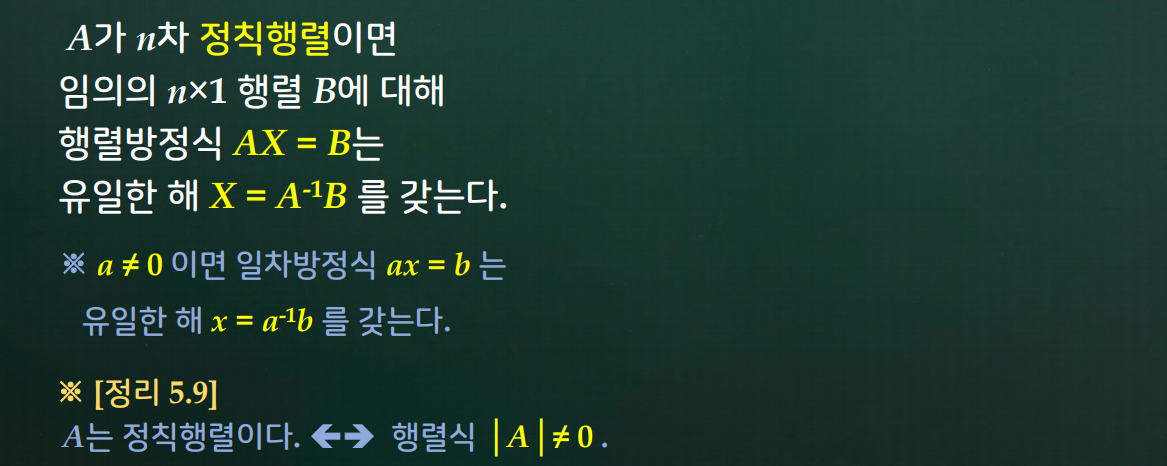 A가 n차 정칙행렬이면
임의의 n×1 행렬 B에 대해
행렬방정식 AX = B는
유일한 해 X = A⁻¹B 를 갖는다.
※ a ≠ 0 이면 일차방정식 ax = b 는
유일한 해 x = a⁻¹b 를 갖는다.
※ [정리 5.9]
A는 정칙행렬이다. 🡸🡺 행렬식 │A│≠ 0 .